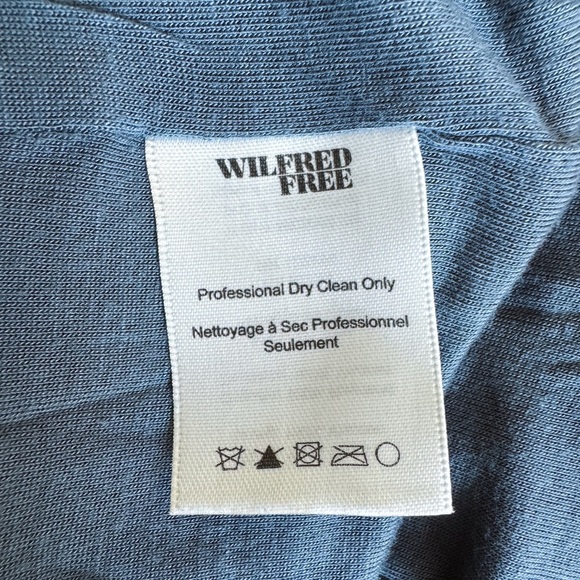 WILFRED
FREE
Professional Dry Clean Only
Nettoyage à Sec Professionnel
Seulement